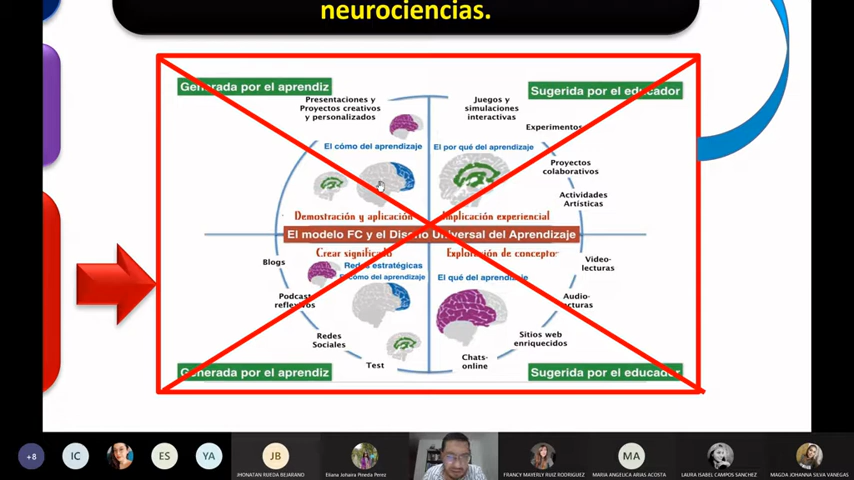 neurociencias.
Generada por el aprendiz
Sugerida por el educador
Presentaciones y
Proyectos creativos
y personalizados
Juegos y
simulaciones
interactivas
Experimentos
El cómo del aprendizaje
El por qué del aprendizaje
Proyectos
colaborativos
Actividades
Artísticas
Demostración y aplicación
Implicación experiencial
El modelo FC y el Diseño Universal del Aprendizaje
Crear significado
Exploración de concepto
Blogs
Redes estratégicas
El como del aprendizaje
El qué del aprendizaje
Video-
lecturas
Podcast
reflexivos
Audio-
lecturas
Redes
Sociales
Sitios web
enriquecidos
Test
Chats-
online
Generada por el aprendiz
Sugerida por el educador
+8
IC
ES
YA
JB
MA
JHONATAN RUEDA BEJARANO
Eliana Johaira Pineda Perez
FRANCY MAYERLY RUIZ RODRIGUEZ
MARIA ANGELICA ARIAS ACOSTA
LAURA ISABEL CAMPOS SANCHEZ
MAGDA JOHANNA SILVA VANEGAS